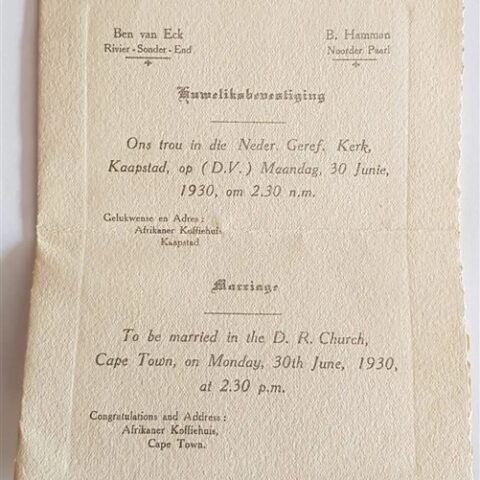 Ben van Eck
Rivier-Sonder-End
B. Hamman
Noorder Paarl
Huweliksbevestiging
Ons trou in die Neder. Geref. Kerk,
Kaapstad, op (D.V.) Maandag, 30 Junie,
1930, om 2.30 n.m.
Gelukwense en Adres:
Afrikaner Koffiehuis
Kaapstad
Marriage
To be married in the D. R. Church,
Cape Town, on Monday, 30th June, 1930,
at 2.30 p.m.
Congratulations and Address:
Afrikaner Koffiehuis,
Cape Town.